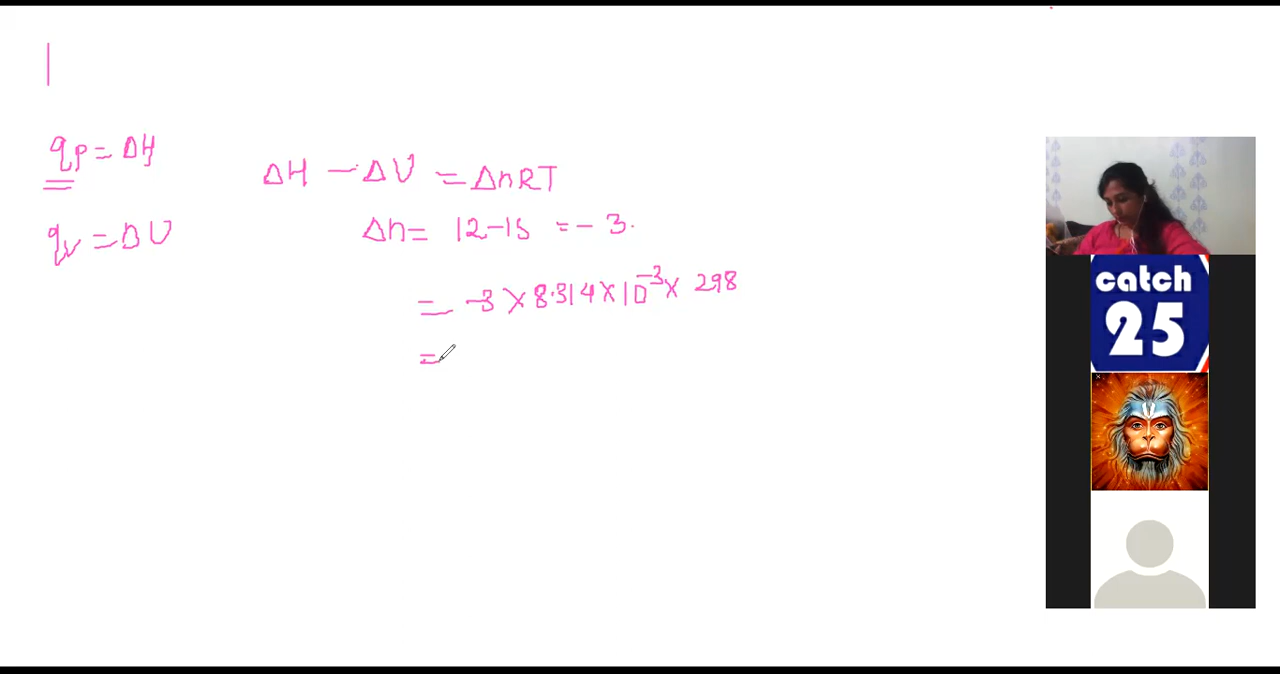 |
qp = ΔH
ΔH - ΔU = ΔnRT
qv = ΔU
Δn = 12-15 = -3.
= -3 × 8.314 × 10⁻³ × 298
=
catch
25